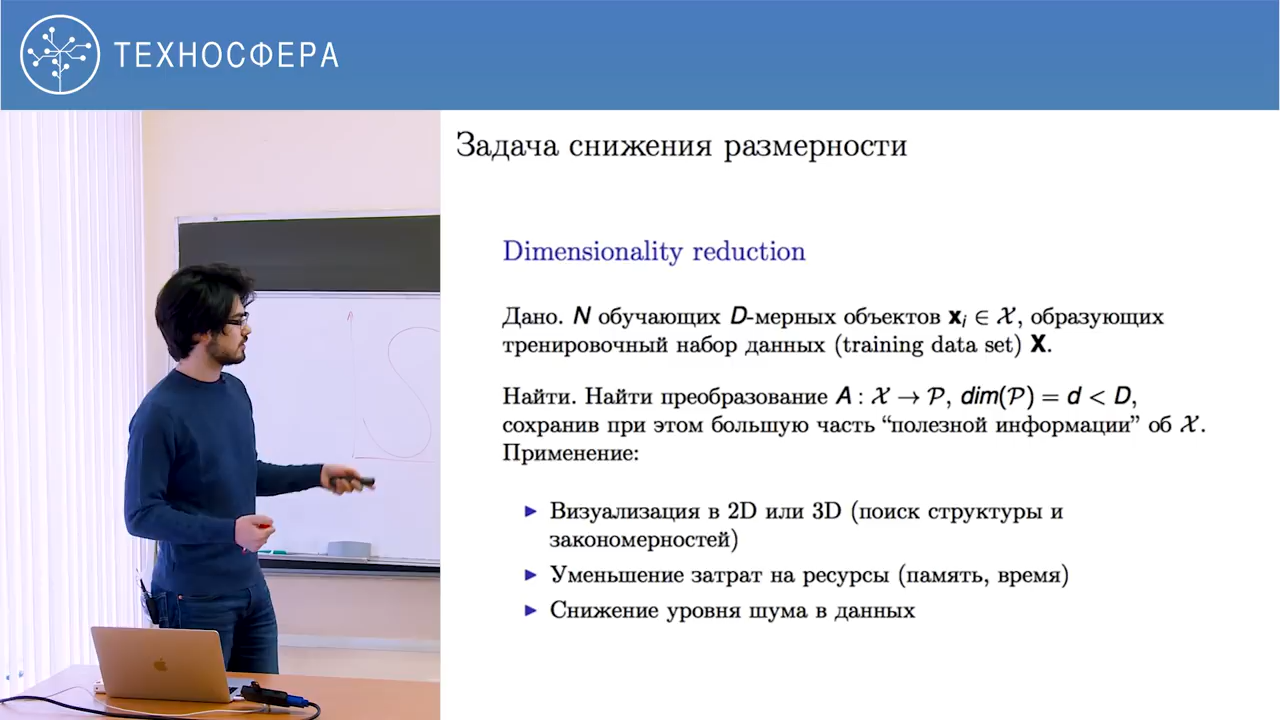 ТЕХНОСФЕРА
Задача снижения размерности
Dimensionality reduction
Дано. N обучающих D-мерных объектов xᵢ ∈ 𝒳, образующих
тренировочный набор данных (training data set) X.
Найти. Найти преобразование A : 𝒳 → 𝒫, dim(𝒫) = d < D,
сохранив при этом большую часть “полезной информации” об 𝒳.
Применение:
▶ Визуализация в 2D или 3D (поиск структуры и
закономерностей)
▶ Уменьшение затрат на ресурсы (память, время)
▶ Снижение уровня шума в данных